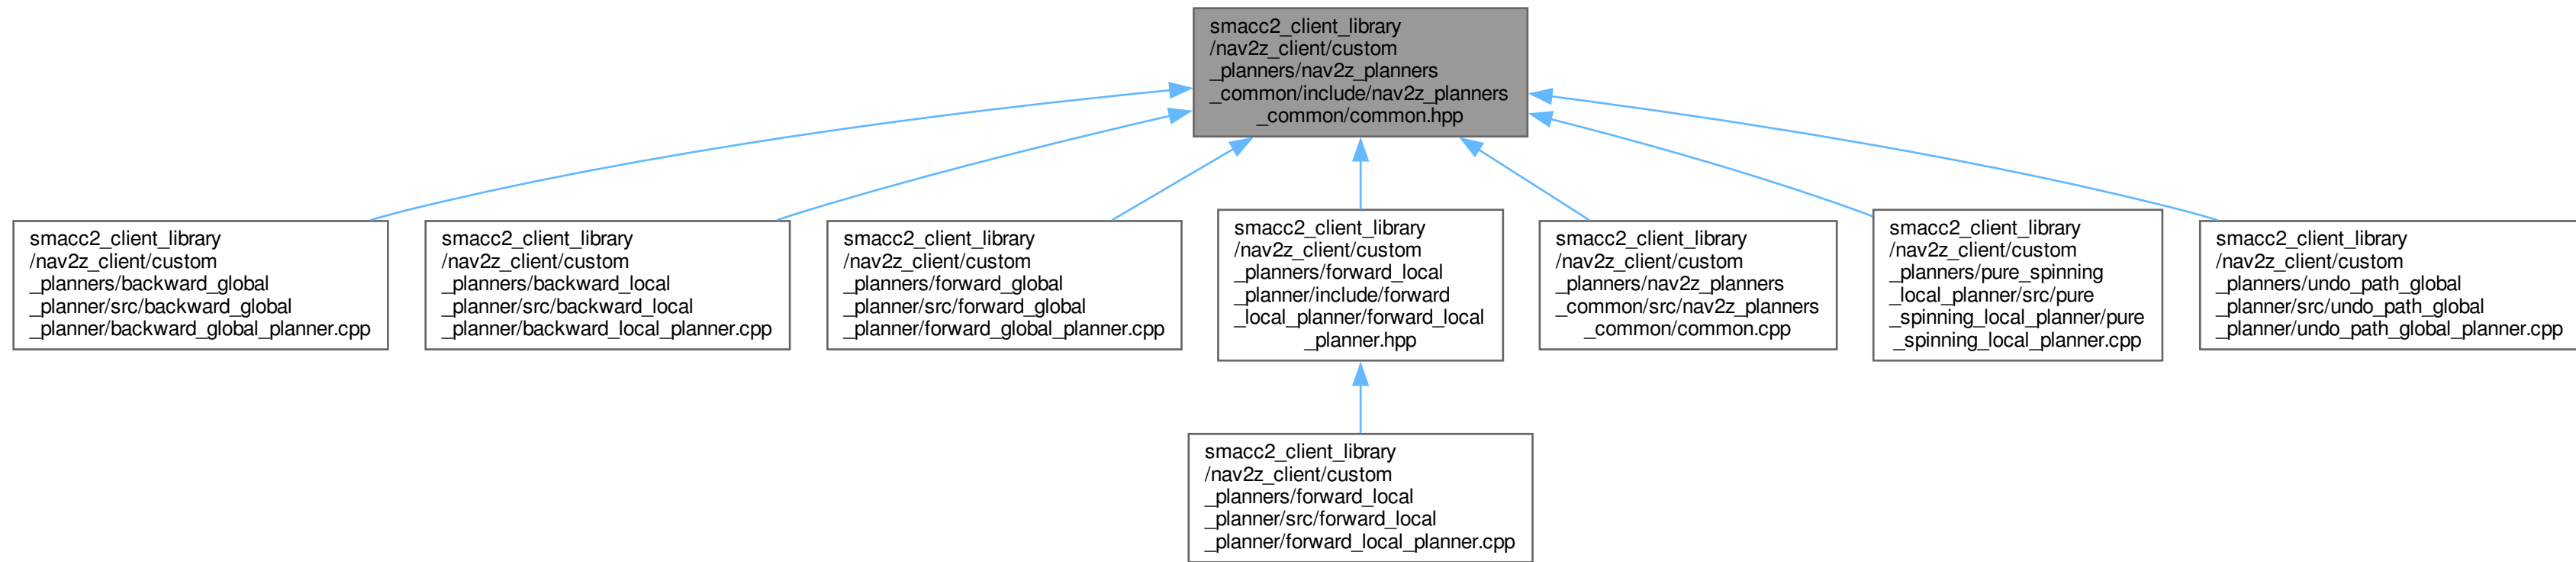 smacc2_client_library
/nav2z_client/custom
_planners/nav2z_planners
_common/include/nav2z_planners
_common/common.hpp
smacc2_client_library
/nav2z_client/custom
_planners/backward_global
_planner/src/backward_global
_planner/backward_global_planner.cpp
smacc2_client_library
/nav2z_client/custom
_planners/backward_local
_planner/src/backward_local
_planner/backward_local_planner.cpp
smacc2_client_library
/nav2z_client/custom
_planners/forward_global
_planner/src/forward_global
_planner/forward_global_planner.cpp
smacc2_client_library
/nav2z_client/custom
_planners/forward_local
_planner/include/forward
_local_planner/forward_local
_planner.hpp
smacc2_client_library
/nav2z_client/custom
_planners/nav2z_planners
_common/src/nav2z_planners
_common/common.cpp
smacc2_client_library
/nav2z_client/custom
_planners/pure_spinning
_local_planner/src/pure
_spinning_local_planner/pure
_spinning_local_planner.cpp
smacc2_client_library
/nav2z_client/custom
_planners/undo_path_global
_planner/src/undo_path_global
_planner/undo_path_global_planner.cpp
smacc2_client_library
/nav2z_client/custom
_planners/forward_local
_planner/src/forward_local
_planner/forward_local_planner.cpp